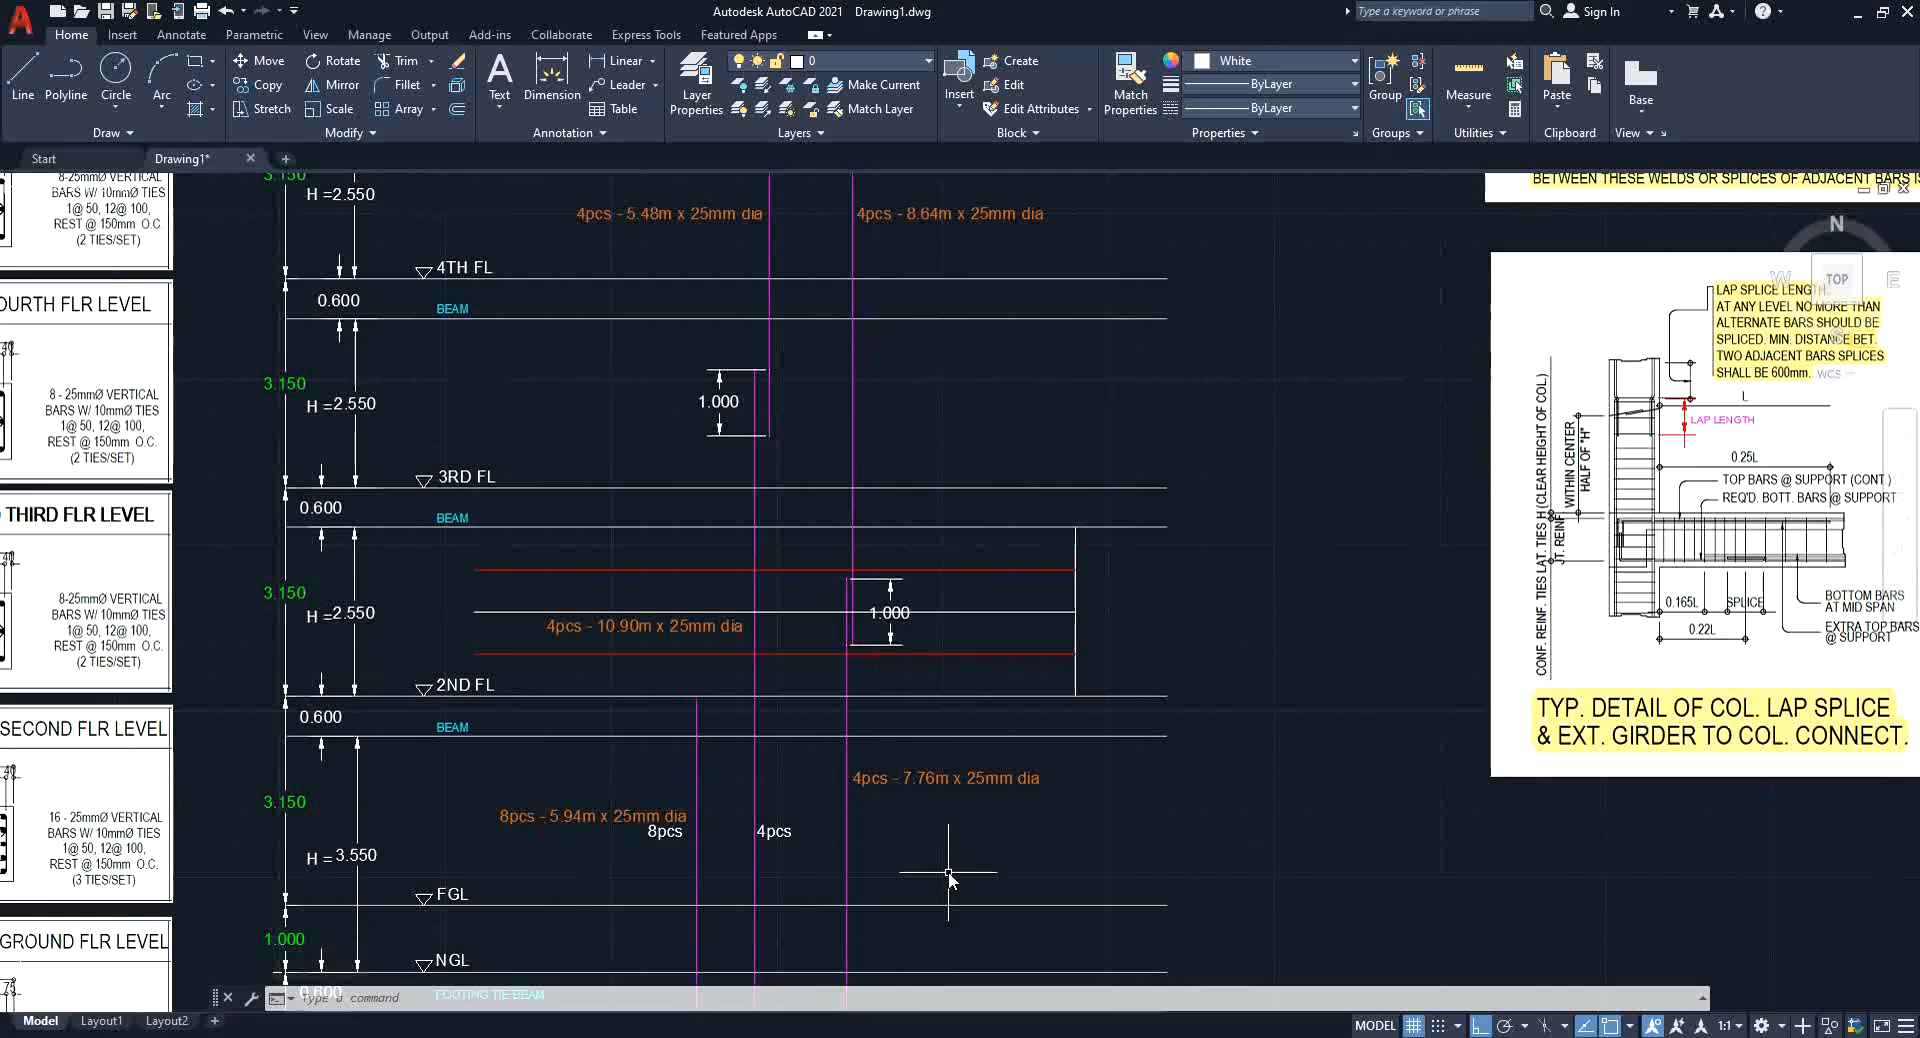 Autodesk AutoCAD 2021 Drawing1.dwg
Type a keyword or phrase
Sign In
Home Insert Annotate Parametric View Manage Output Add-ins Collaborate Express Tools Featured Apps
Line Polyline Circle Arc
Move Rotate Trim
Copy Mirror Fillet
Stretch Scale Array
Text Dimension
Linear
Leader
Table
Layer Properties
0
Make Current
Match Layer
Insert
Create
Edit
Edit Attributes
Match Properties
White
ByLayer
ByLayer
Group
Measure
Paste
Base
Draw Modify Annotation Layers Block Properties Groups Utilities Clipboard View
Start Drawing1*
8-25mmØ VERTICAL
BARS W/ 10mmØ TIES
1@ 50, 12@ 100,
REST @ 150mm O.C.
(2 TIES/SET)
OURTH FLR LEVEL
40
8 - 25mmØ VERTICAL
BARS W/ 10mmØ TIES
1@ 50, 12@ 100,
REST @ 150mm O.C.
(2 TIES/SET)
THIRD FLR LEVEL
40
8-25mmØ VERTICAL
BARS W/ 10mmØ TIES
1@ 50, 12@ 100,
REST @ 150mm O.C.
(2 TIES/SET)
SECOND FLR LEVEL
40
16 - 25mmØ VERTICAL
BARS W/ 10mmØ TIES
1@ 50, 12@ 100,
REST @ 150mm O.C.
(3 TIES/SET)
GROUND FLR LEVEL
75
3.150
H =2.550
4pcs - 5.48m x 25mm dia
4pcs - 8.64m x 25mm dia
4TH FL
0.600
BEAM
3.150
H =2.550
1.000
3RD FL
0.600
BEAM
3.150
H =2.550
4pcs - 10.90m x 25mm dia
1.000
2ND FL
0.600
BEAM
4pcs - 7.76m x 25mm dia
3.150
8pcs - 5.94m x 25mm dia
8pcs
4pcs
H = 3.550
FGL
1.000
NGL
0.600
FOOTING TIE BEAM
BETWEEN THESE WELDS OR SPLICES OF ADJACENT BARS IS
N
W
TOP
E
S
WCS
LAP SPLICE LENGTH.
AT ANY LEVEL NO MORE THAN
ALTERNATE BARS SHOULD BE
SPLICED. MIN. DISTANCE BET.
TWO ADJACENT BARS SPLICES
SHALL BE 600mm.
L
LAP LENGTH
0.25L
TOP BARS @ SUPPORT (CONT.)
REQ'D. BOTT. BARS @ SUPPORT
WITHIN CENTER
HALF OF "H"
H (CLEAR HEIGHT OF COL.)
CONF. REINF. TIES LAT. TIES
JT. REINF.
0.165L
SPLICE
0.22L
BOTTOM BARS
AT MID SPAN
EXTRA TOP BARS
@ SUPPORT
TYP. DETAIL OF COL. LAP SPLICE
& EXT. GIRDER TO COL. CONNECT.
Type a command
Model Layout1 Layout2
MODEL
1:1